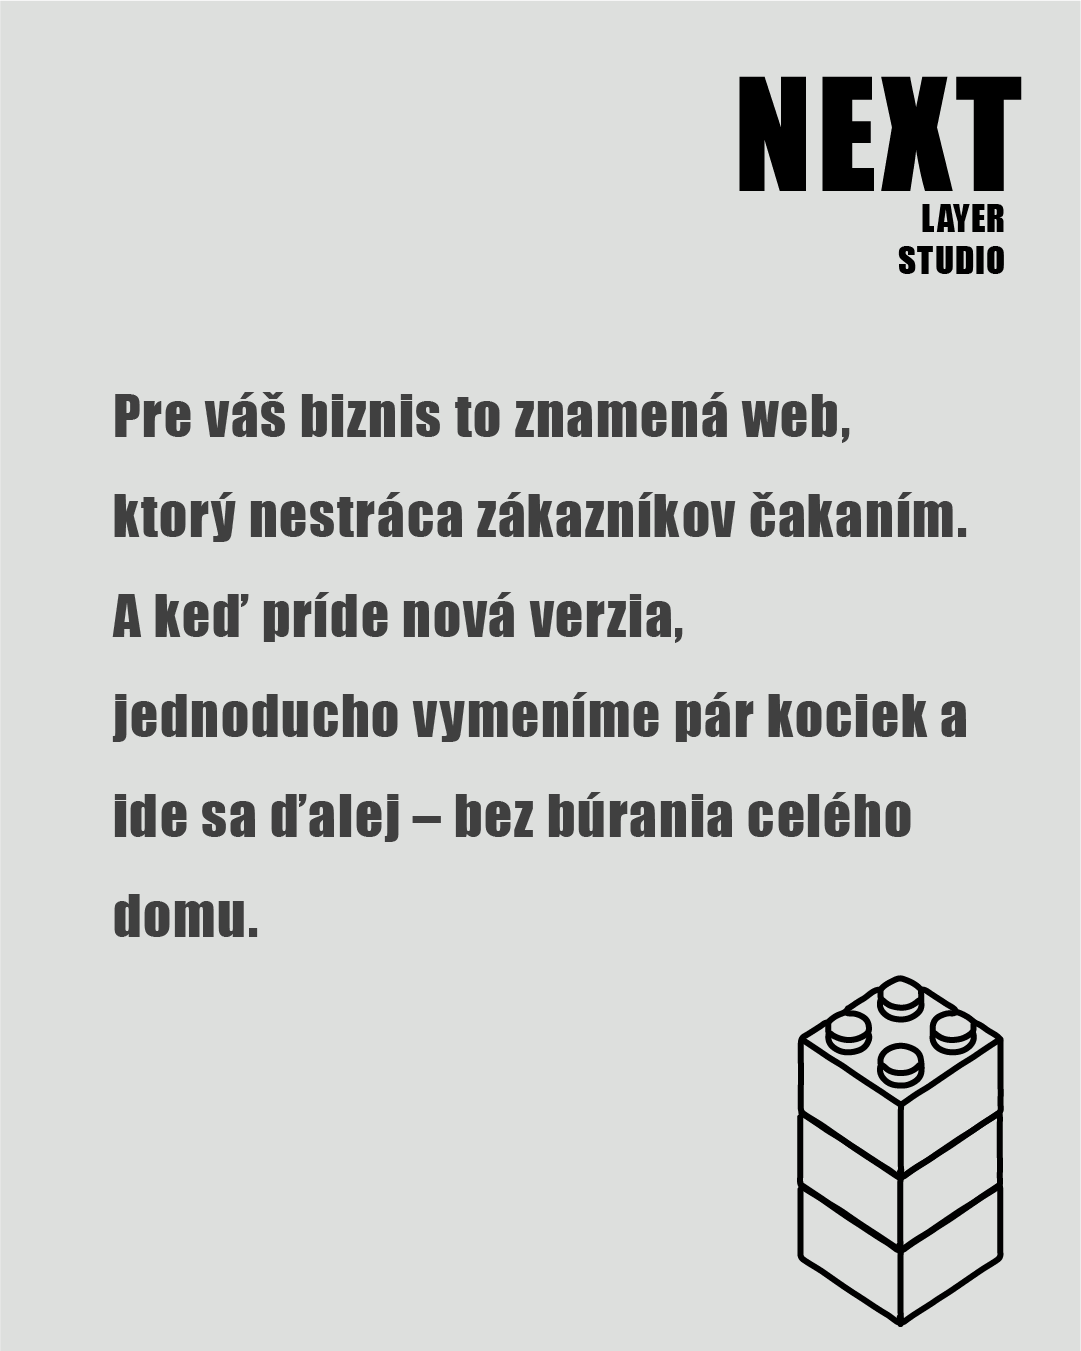 NEXT
LAYER
STUDIO
Pre váš biznis to znamená web,
ktorý nestráca zákazníkov čakaním.
A keď príde nová verzia,
jednoducho vymeníme pár kociek a
ide sa ďalej – bez búrania celého
domu.